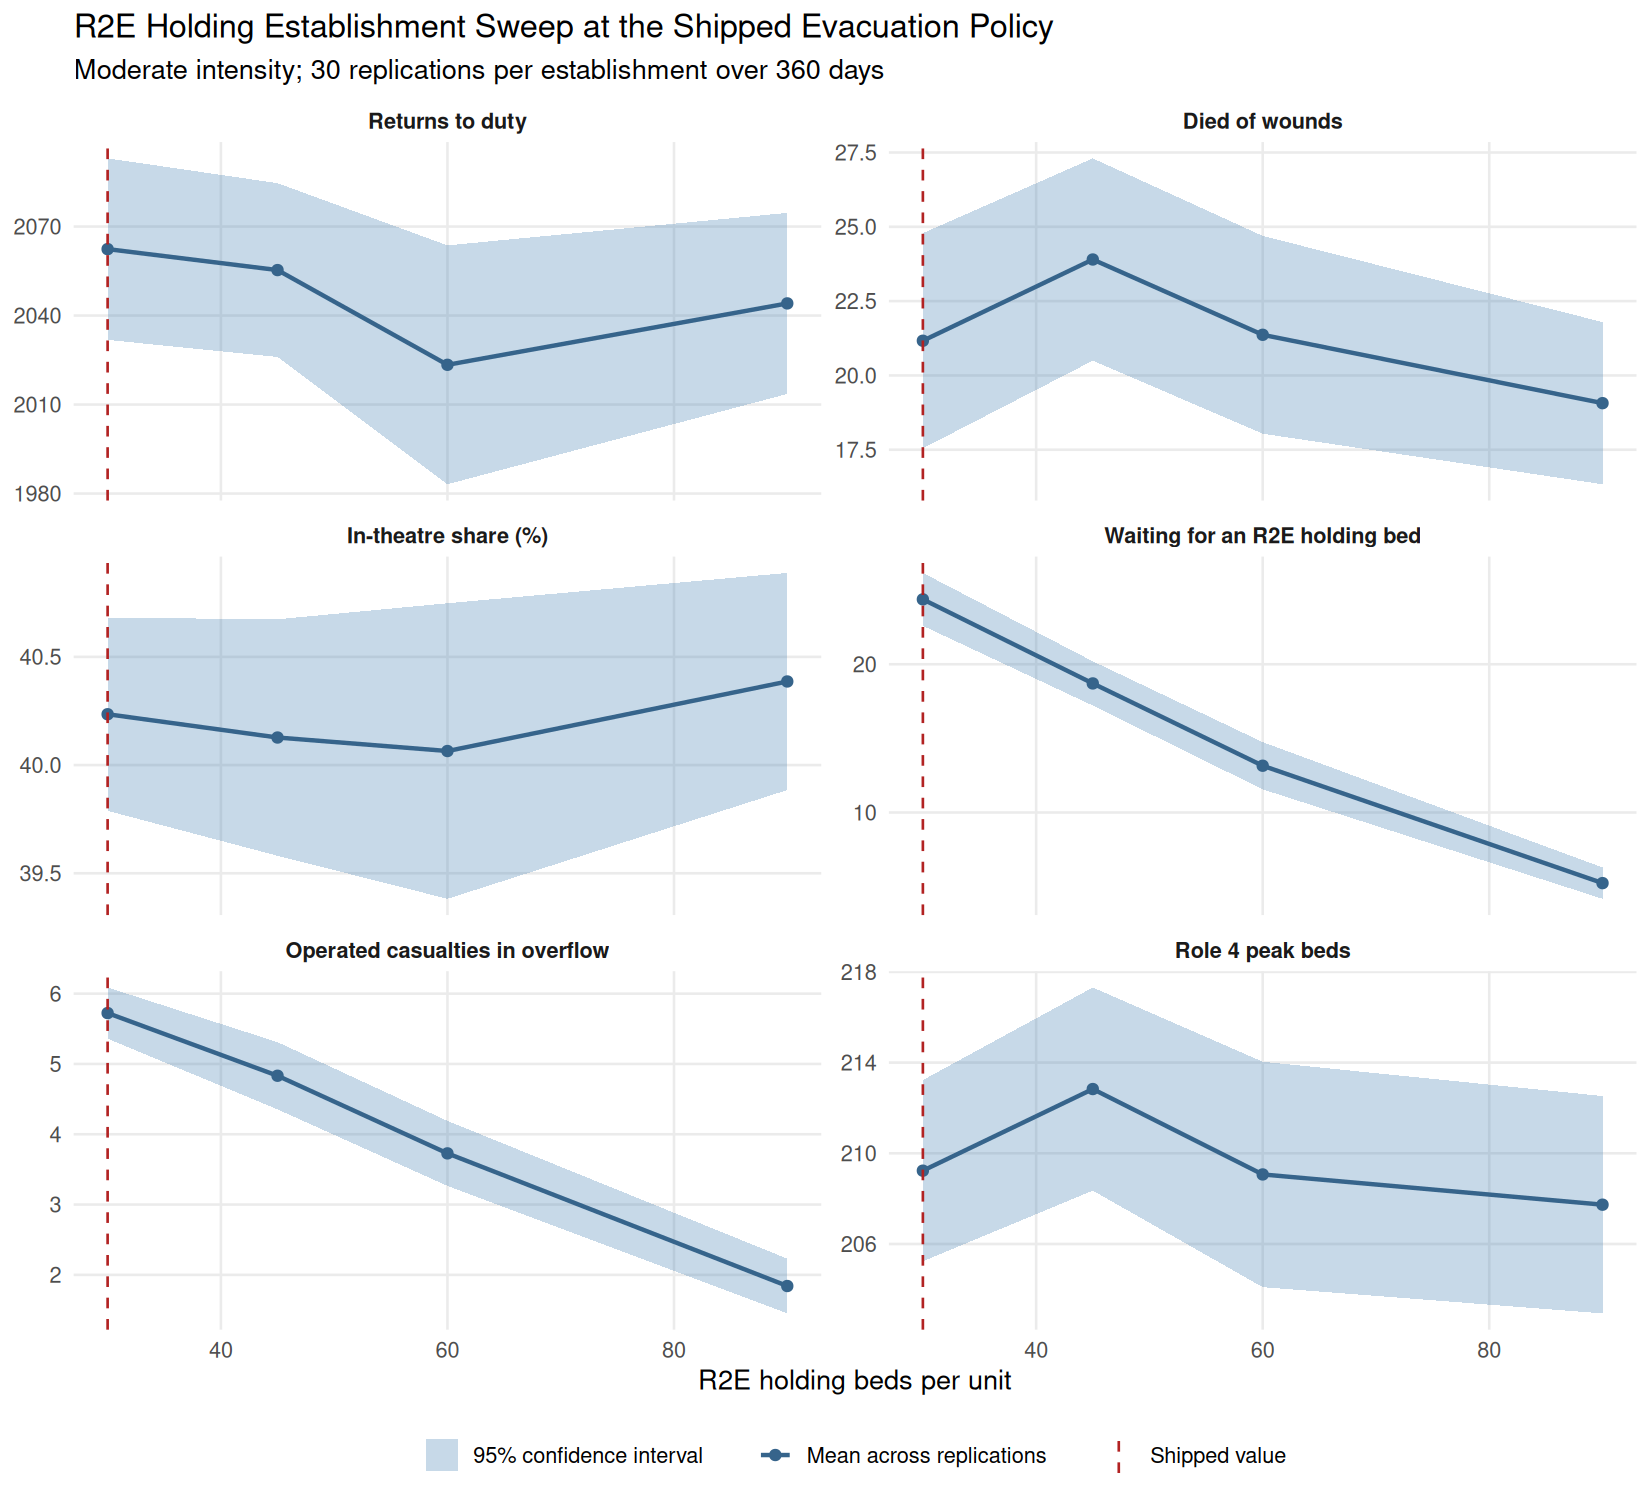 R2E Holding Establishment Sweep at the Shipped Evacuation Policy
Moderate intensity; 30 replications per establishment over 360 days
Returns to duty
2070
2040
2010
1980
Died of wounds
27.5
25.0
22.5
20.0
17.5
In-theatre share (%)
40.5
40.0
39.5
Waiting for an R2E holding bed
20
10
Operated casualties in overflow
6
5
4
3
2
40 60 80
Role 4 peak beds
218
214
210
206
40 60 80
R2E holding beds per unit
95% confidence interval Mean across replications Shipped value